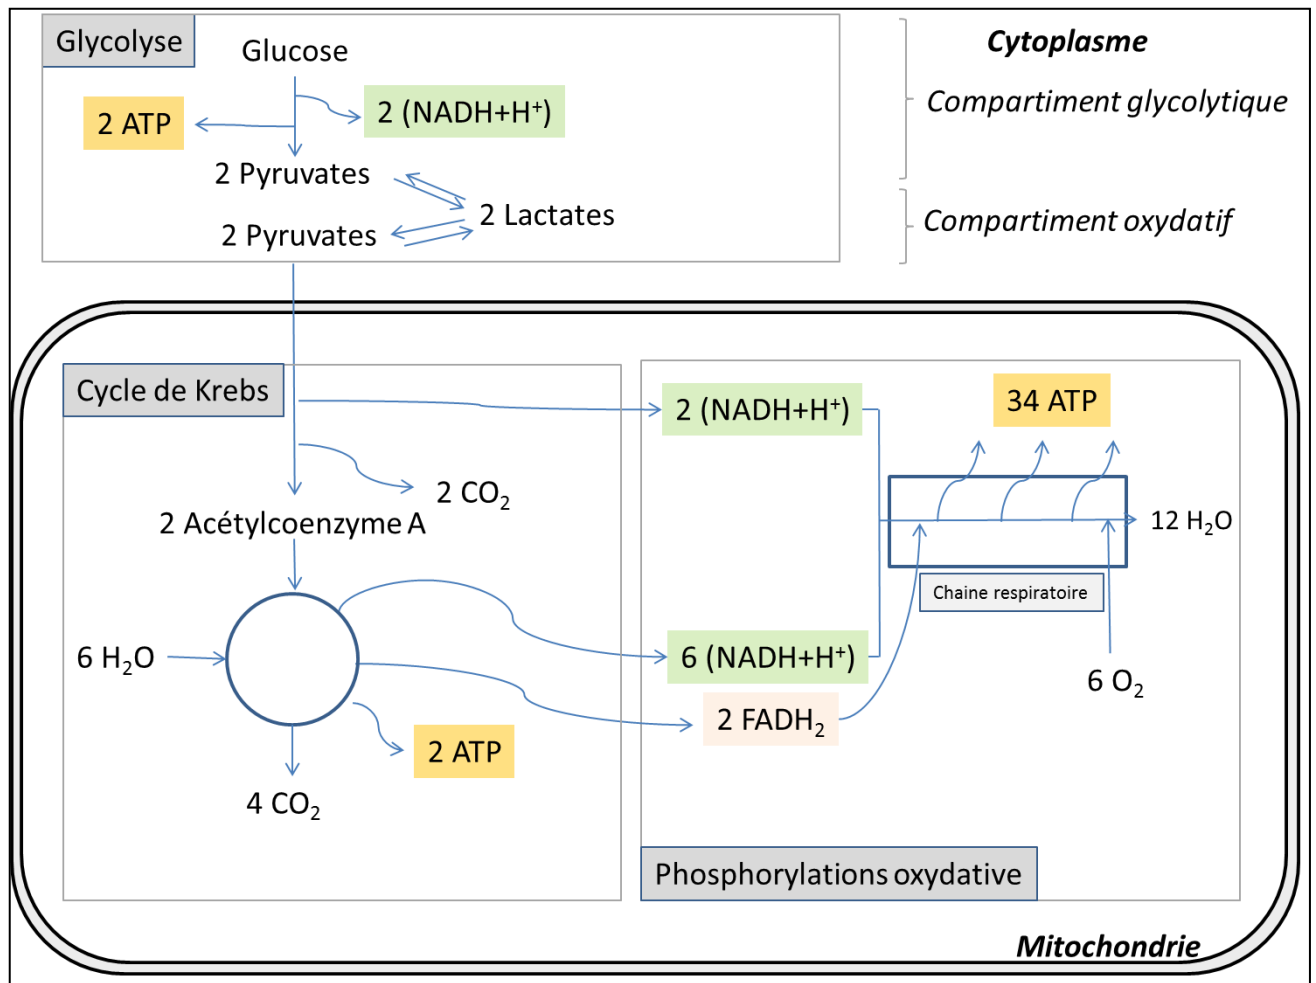 Glycolyse
Glucose
2 ATP
2 (NADH+H⁺)
2 Pyruvates
2 Lactates
2 Pyruvates
Cytoplasme
Compartiment glycolytique
Compartiment oxydatif
Cycle de Krebs
2 CO₂
2 Acétylcoenzyme A
6 H₂O
2 ATP
4 CO₂
2 (NADH+H⁺)
34 ATP
12 H₂O
Chaine respiratoire
6 (NADH+H⁺)
6 O₂
2 FADH₂
Phosphorylations oxydative
Mitochondrie